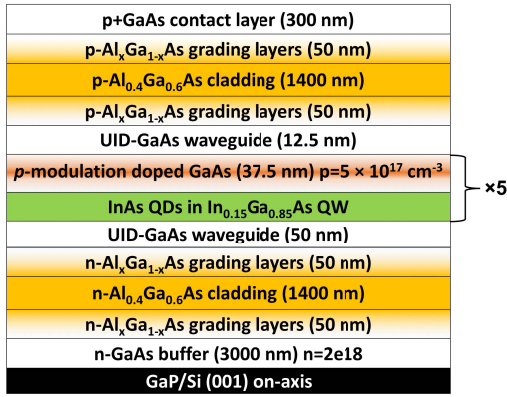 p+GaAs contact layer (300 nm)
p-AlₓGa₁₋ₓAs grading layers (50 nm)
p-Al₀.₄Ga₀.₆As cladding (1400 nm)
p-AlₓGa₁₋ₓAs grading layers (50 nm)
UID-GaAs waveguide (12.5 nm)
p-modulation doped GaAs (37.5 nm) p=5 × 10¹⁷ cm⁻³
×5
InAs QDs in In₀.₁₅Ga₀.₈₅As QW
UID-GaAs waveguide (50 nm)
n-AlₓGa₁₋ₓAs grading layers (50 nm)
n-Al₀.₄Ga₀.₆As cladding (1400 nm)
n-AlₓGa₁₋ₓAs grading layers (50 nm)
n-GaAs buffer (3000 nm) n=2e18
GaP/Si (001) on-axis